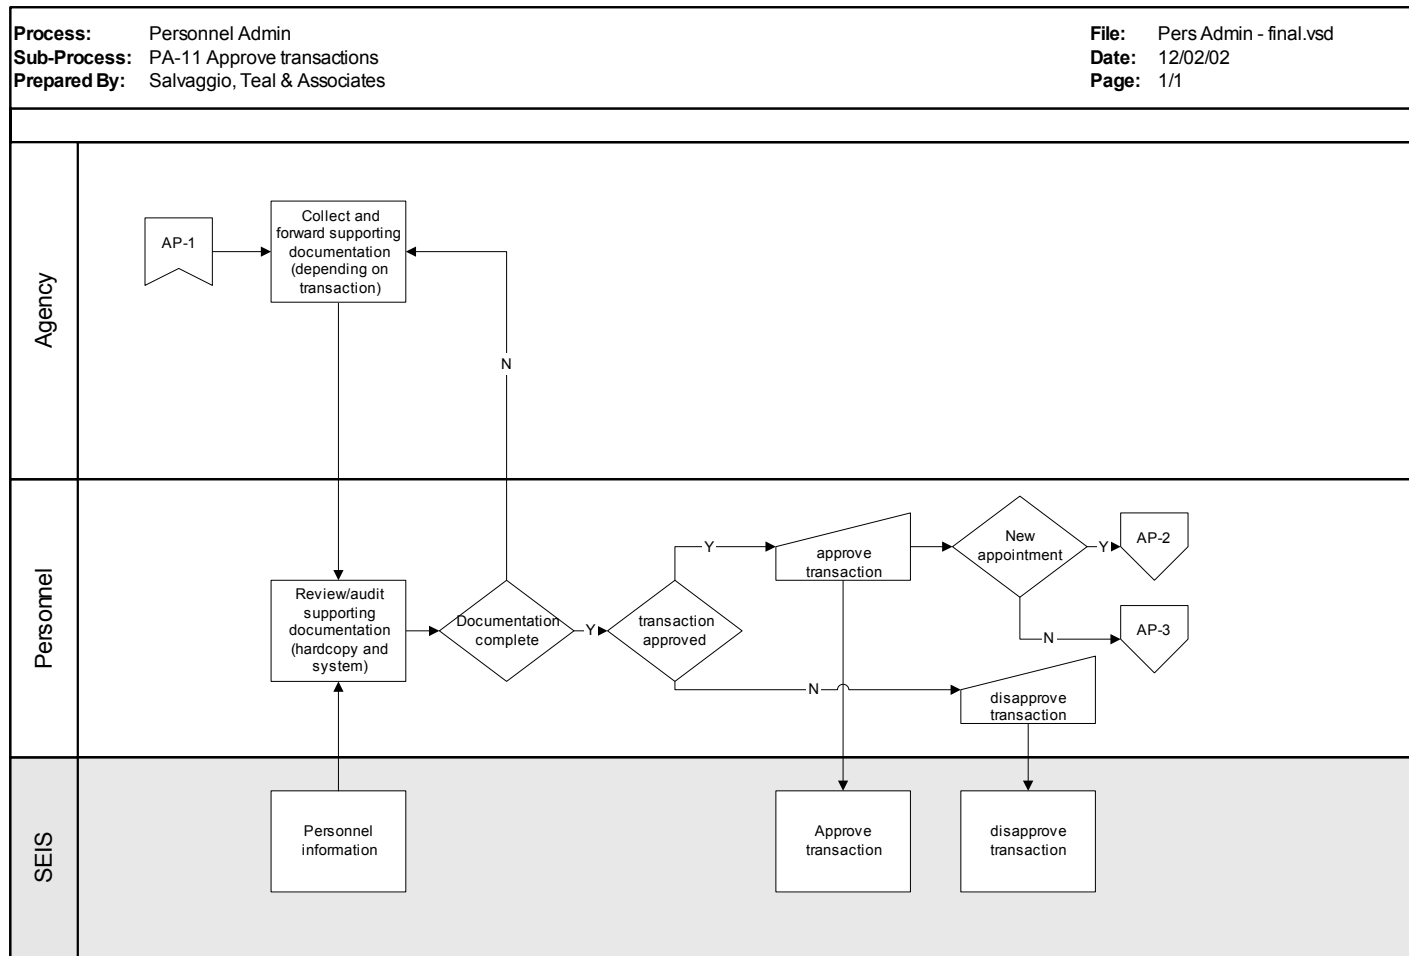 Process: Personnel Admin
File: Pers Admin - final.vsd
Sub-Process: PA-11 Approve transactions
Date: 12/02/02
Prepared By: Salvaggio, Teal & Associates
Page: 1/1
Agency
AP-1
Collect and
forward supporting
documentation
(depending on
transaction)
N
Personnel
Review/audit
supporting
documentation
(hardcopy and
system)
Documentation
complete
Y
transaction
approved
Y
approve
transaction
New
appointment
Y
AP-2
N
AP-3
N
disapprove
transaction
SEIS
Personnel
information
Approve
transaction
disapprove
transaction